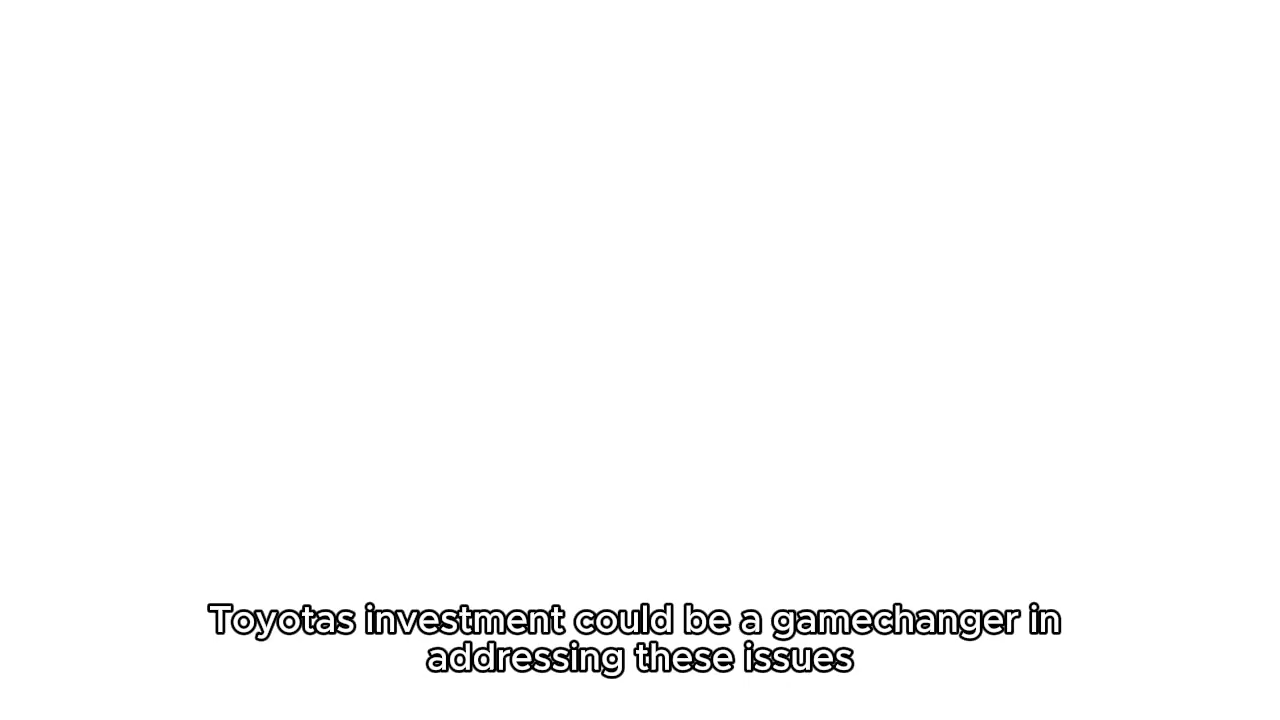 Toyotas investment could be a gamechanger in
addressing these issues